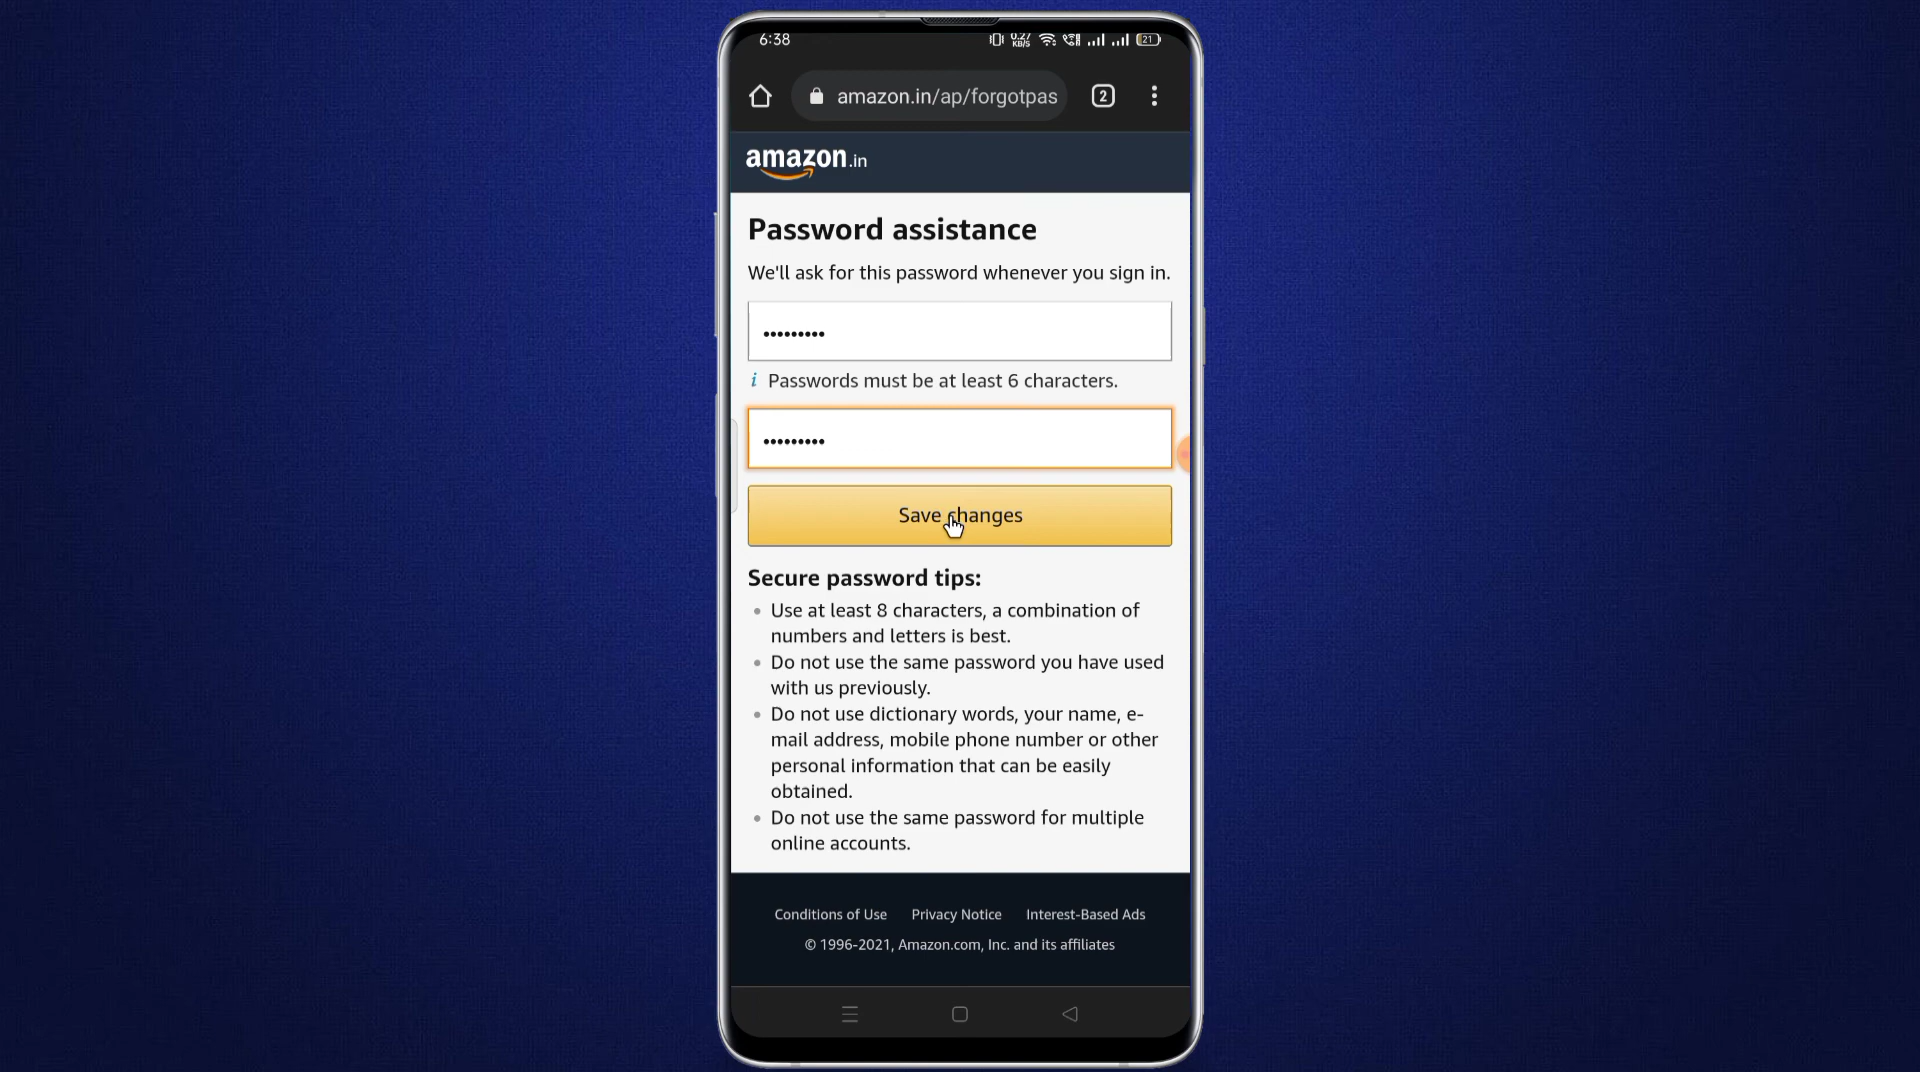 6:38
0.27
KB/S
21
amazon.in/ap/forgotpas
2
amazon.in
Password assistance
We'll ask for this password whenever you sign in.
•••••••••
i Passwords must be at least 6 characters.
•••••••••
Save changes
Secure password tips:
• Use at least 8 characters, a combination of
numbers and letters is best.
• Do not use the same password you have used
with us previously.
• Do not use dictionary words, your name, e-
mail address, mobile phone number or other
personal information that can be easily
obtained.
• Do not use the same password for multiple
online accounts.
Conditions of Use Privacy Notice Interest-Based Ads
© 1996-2021, Amazon.com, Inc. and its affiliates